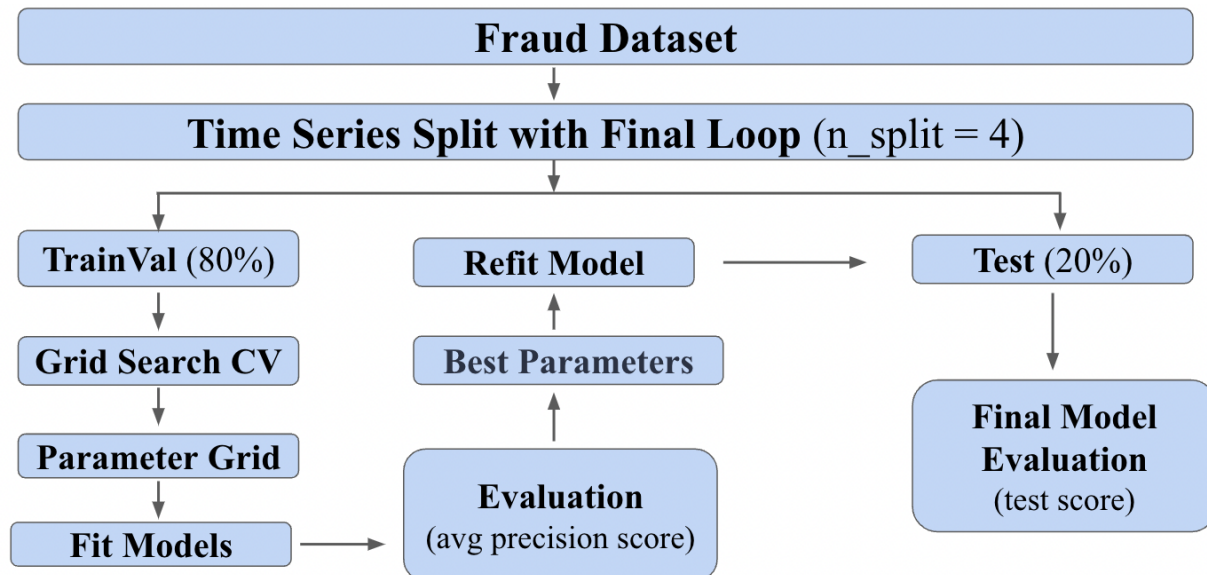 Fraud Dataset
Time Series Split with Final Loop (n_split = 4)
TrainVal (80%)
Grid Search CV
Parameter Grid
Fit Models
Evaluation
(avg precision score)
Best Parameters
Refit Model
Test (20%)
Final Model
Evaluation
(test score)